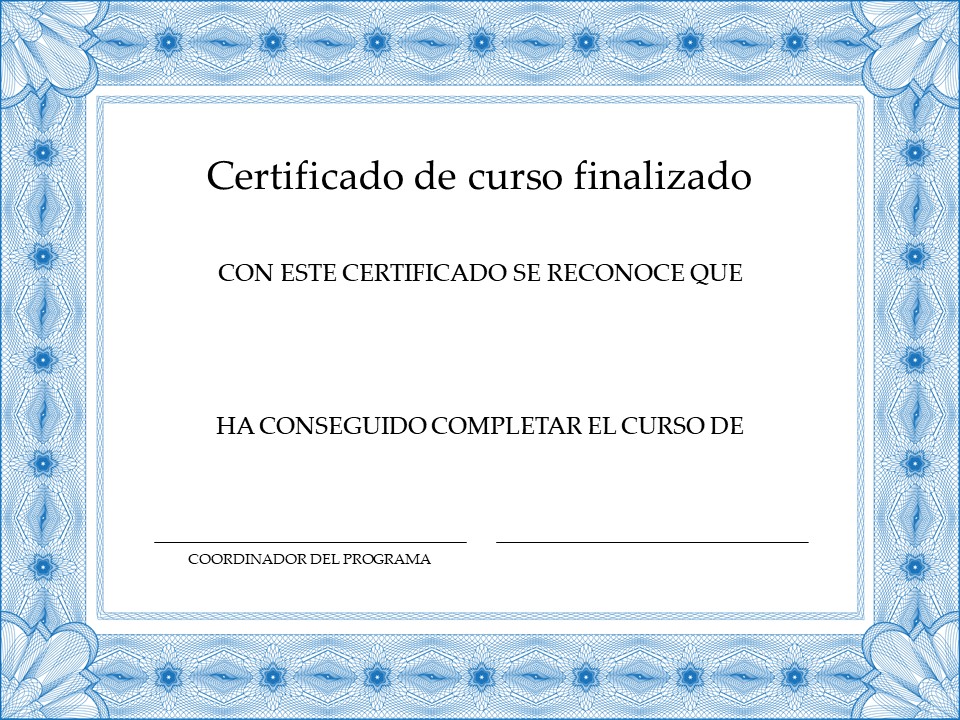 Certificado de curso finalizado
CON ESTE CERTIFICADO SE RECONOCE QUE
HA CONSEGUIDO COMPLETAR EL CURSO DE
COORDINADOR DEL PROGRAMA